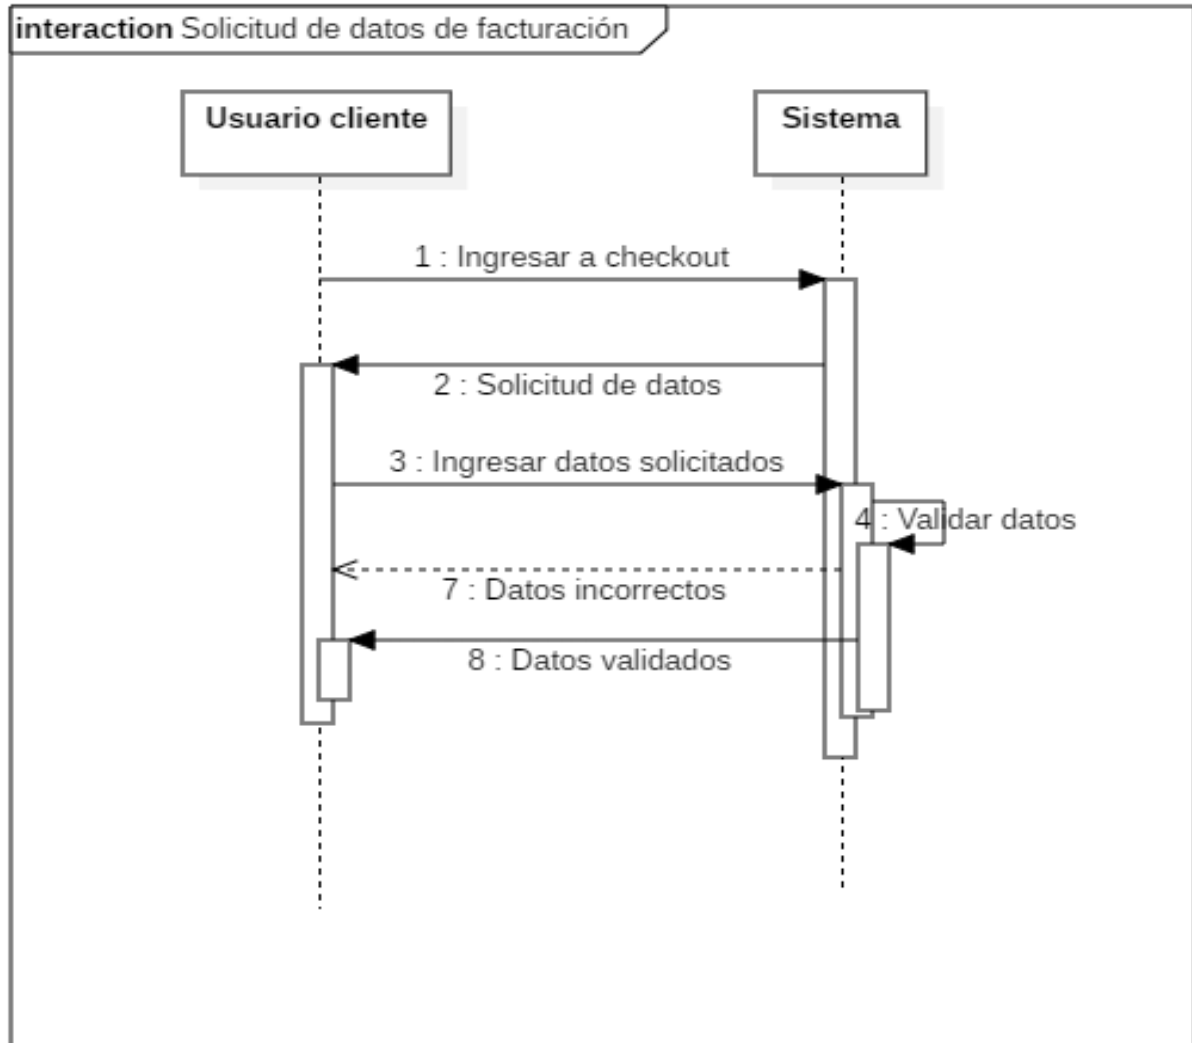 interaction Solicitud de datos de facturación
Usuario cliente
Sistema
1 : Ingresar a checkout
2 : Solicitud de datos
3 : Ingresar datos solicitados
4 : Validar datos
7 : Datos incorrectos
8 : Datos validados